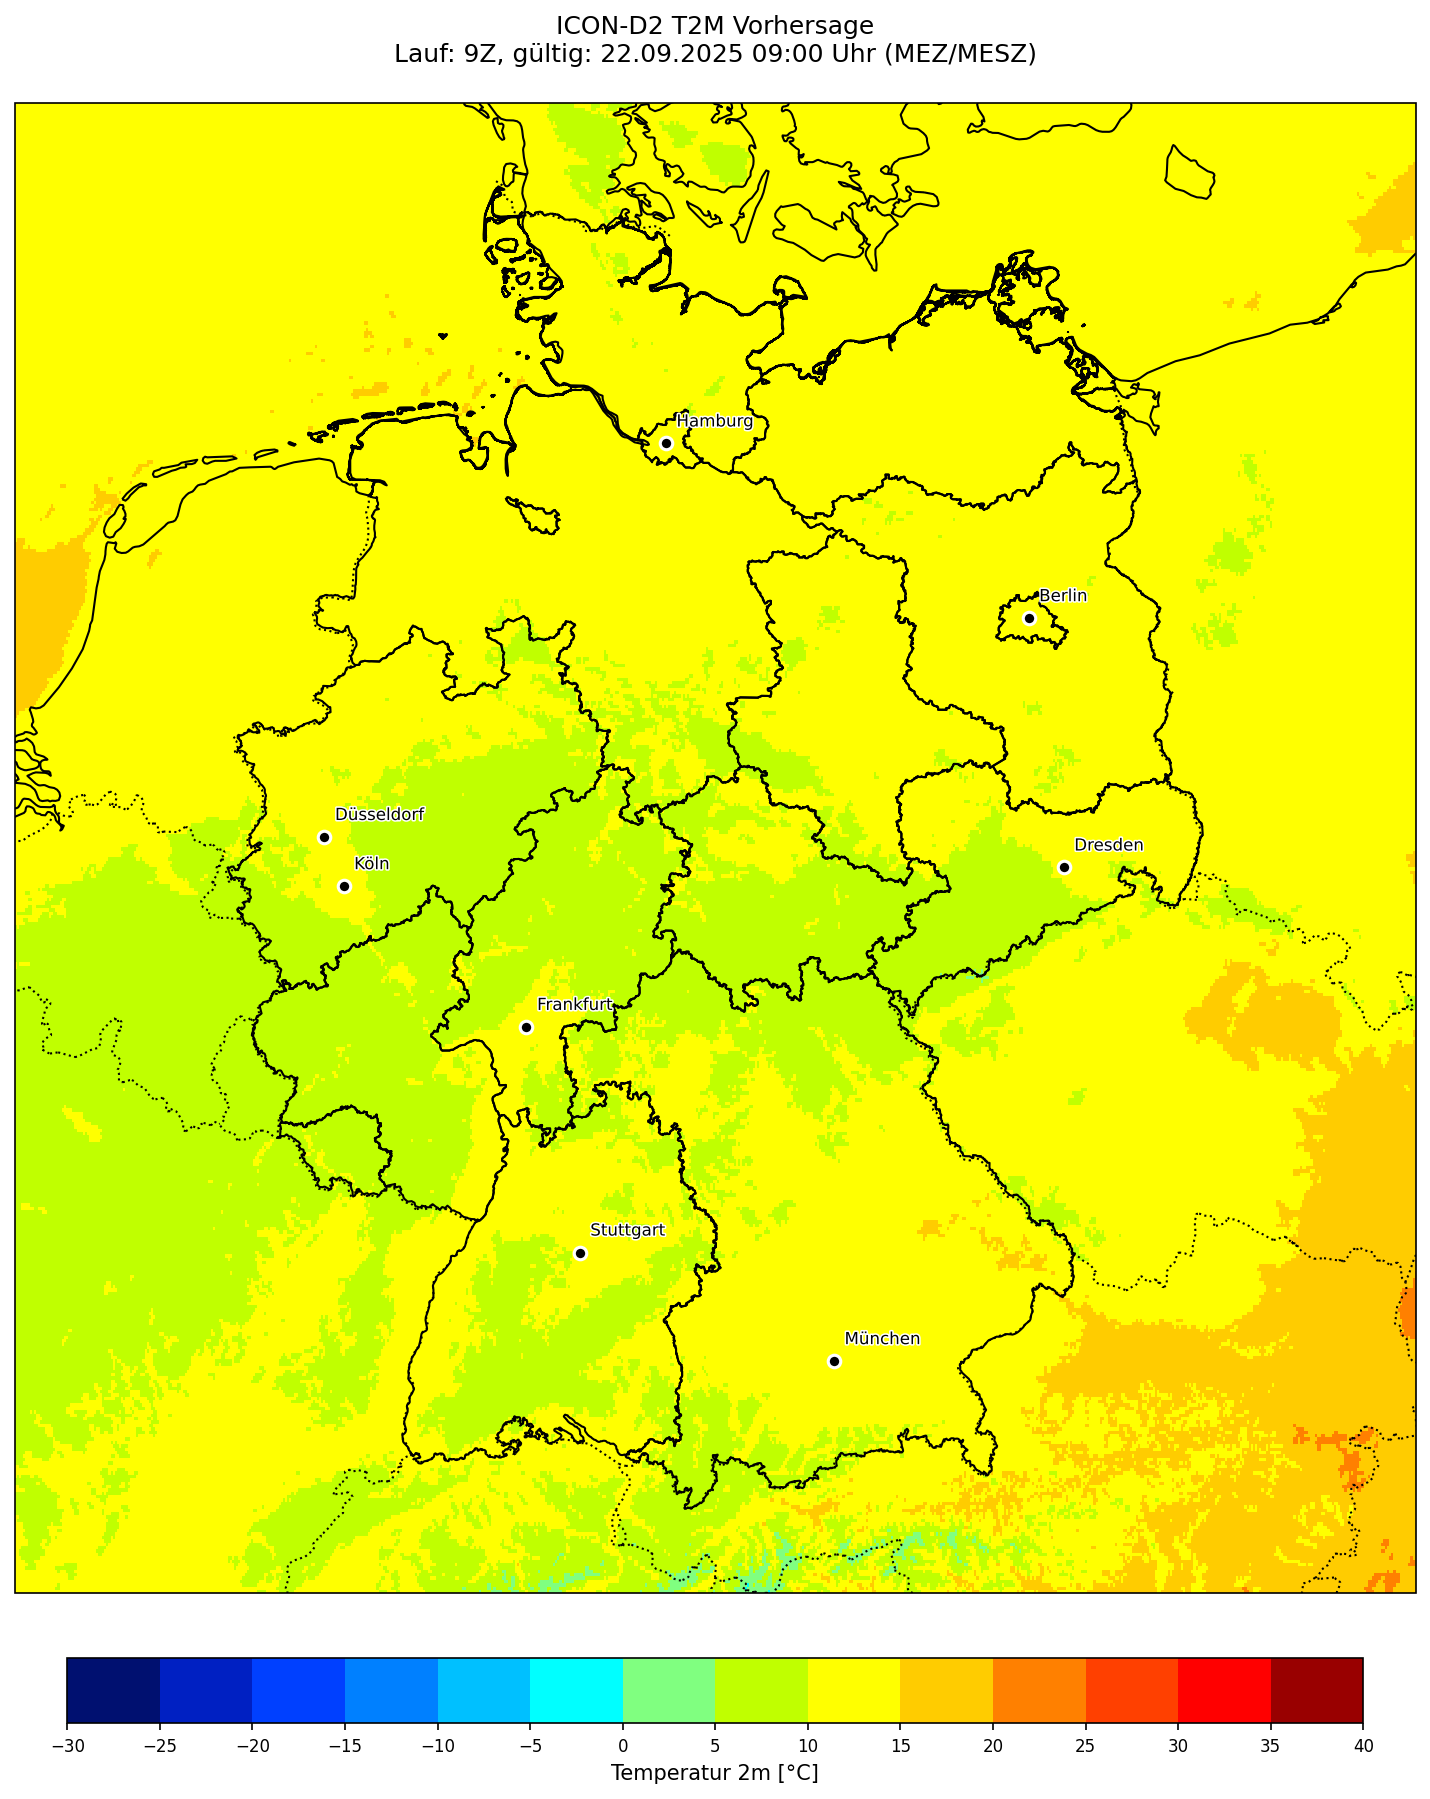 ICON-D2 T2M Vorhersage
Lauf: 9Z, gültig: 22.09.2025 09:00 Uhr (MEZ/MESZ)
Hamburg
Berlin
Düsseldorf
Dresden
Köln
Frankfurt
Stuttgart
München
−30 −25 −20 −15 −10 −5 0 5 10 15 20 25 30 35 40
Temperatur 2m [°C]